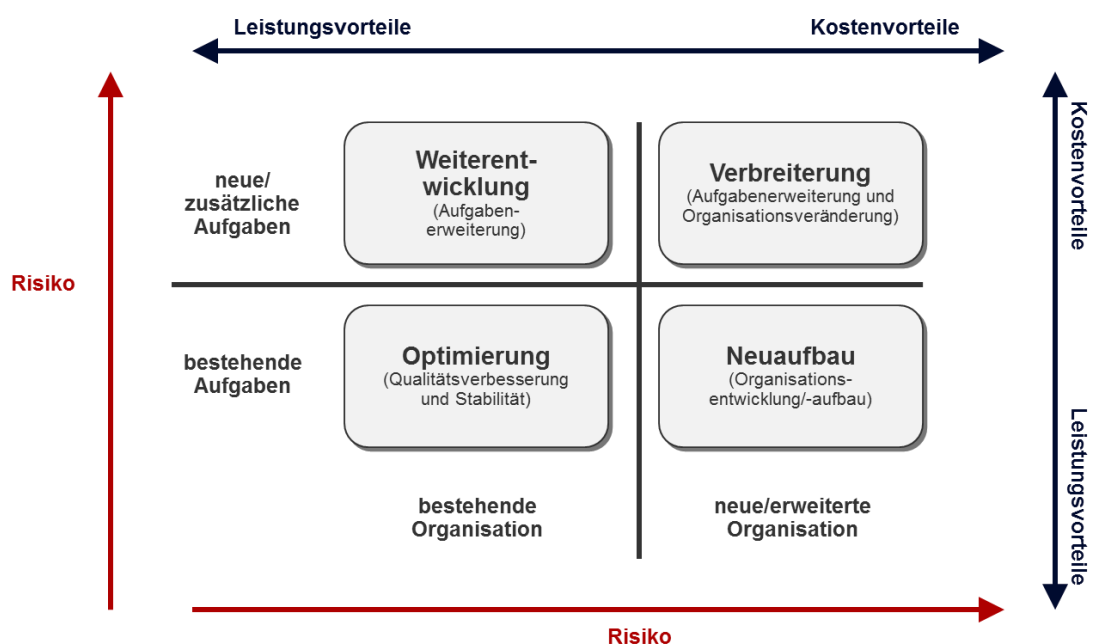 Leistungsvorteile
Kostenvorteile
neue/
zusätzliche
Aufgaben
Weiterent-
wicklung
(Aufgaben-
erweiterung)
Verbreiterung
(Aufgabenerweiterung und
Organisationsveränderung)
Kostenvorteile
Risiko
bestehende
Aufgaben
Optimierung
(Qualitätsverbesserung
und Stabilität)
Neuaufbau
(Organisations-
entwicklung/-aufbau)
Leistungsvorteile
bestehende
Organisation
neue/erweiterte
Organisation
Risiko